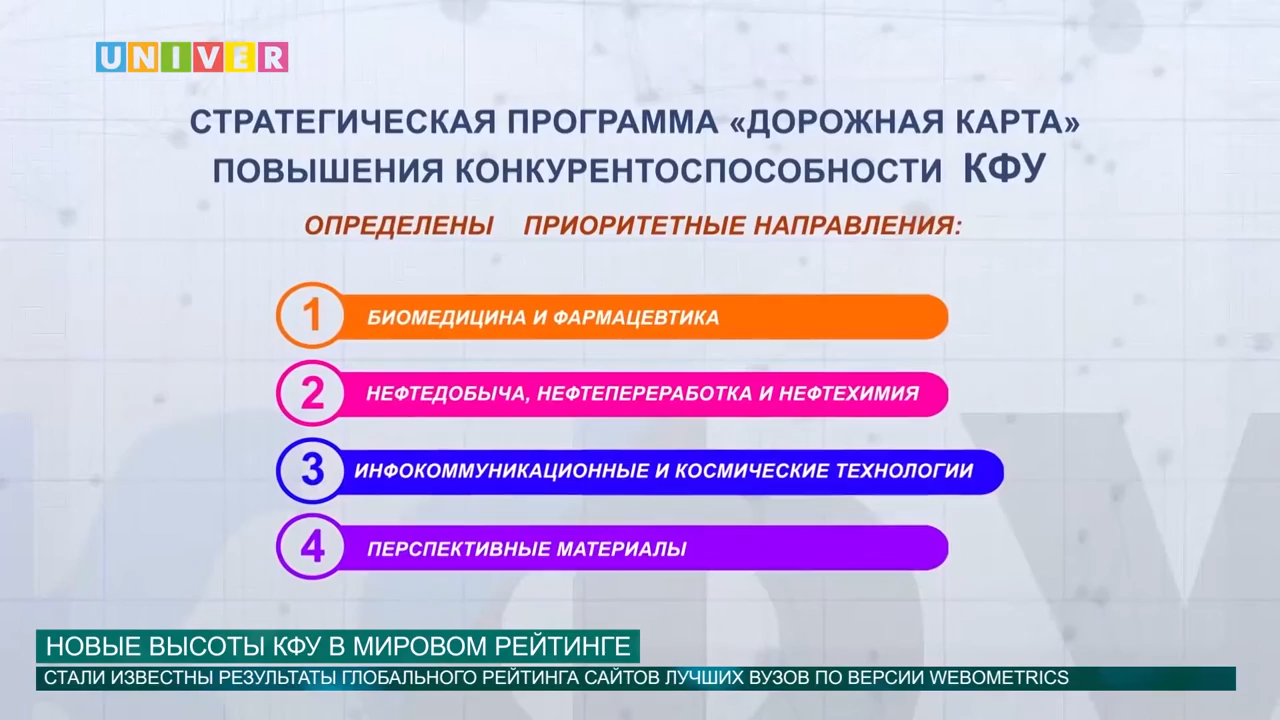 UNIVER
СТРАТЕГИЧЕСКАЯ ПРОГРАММА «ДОРОЖНАЯ КАРТА»
ПОВЫШЕНИЯ КОНКУРЕНТОСПОСОБНОСТИ КФУ
ОПРЕДЕЛЕНЫ ПРИОРИТЕТНЫЕ НАПРАВЛЕНИЯ:
1 БИОМЕДИЦИНА И ФАРМАЦЕВТИКА
2 НЕФТЕДОБЫЧА, НЕФТЕПЕРЕРАБОТКА И НЕФТЕХИМИЯ
3 ИНФОКОММУНИКАЦИОННЫЕ И КОСМИЧЕСКИЕ ТЕХНОЛОГИИ
4 ПЕРСПЕКТИВНЫЕ МАТЕРИАЛЫ
НОВЫЕ ВЫСОТЫ КФУ В МИРОВОМ РЕЙТИНГЕ
СТАЛИ ИЗВЕСТНЫ РЕЗУЛЬТАТЫ ГЛОБАЛЬНОГО РЕЙТИНГА САЙТОВ ЛУЧШИХ ВУЗОВ ПО ВЕРСИИ WEBOMETRICS